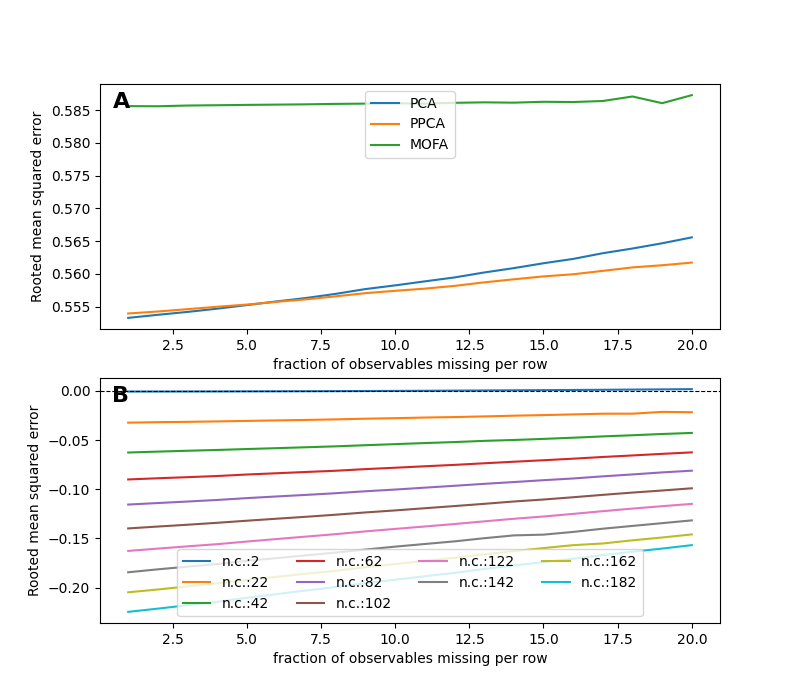 A
PCA
PPCA
MOFA
0.585
0.580
0.575
0.570
0.565
0.560
0.555
Rooted mean squared error
2.5 5.0 7.5 10.0 12.5 15.0 17.5 20.0
fraction of observables missing per row
B
0.00
−0.05
−0.10
−0.15
−0.20
Rooted mean squared error
n.c.:2 n.c.:62 n.c.:122 n.c.:162
n.c.:22 n.c.:82 n.c.:142 n.c.:182
n.c.:42 n.c.:102
2.5 5.0 7.5 10.0 12.5 15.0 17.5 20.0
fraction of observables missing per row